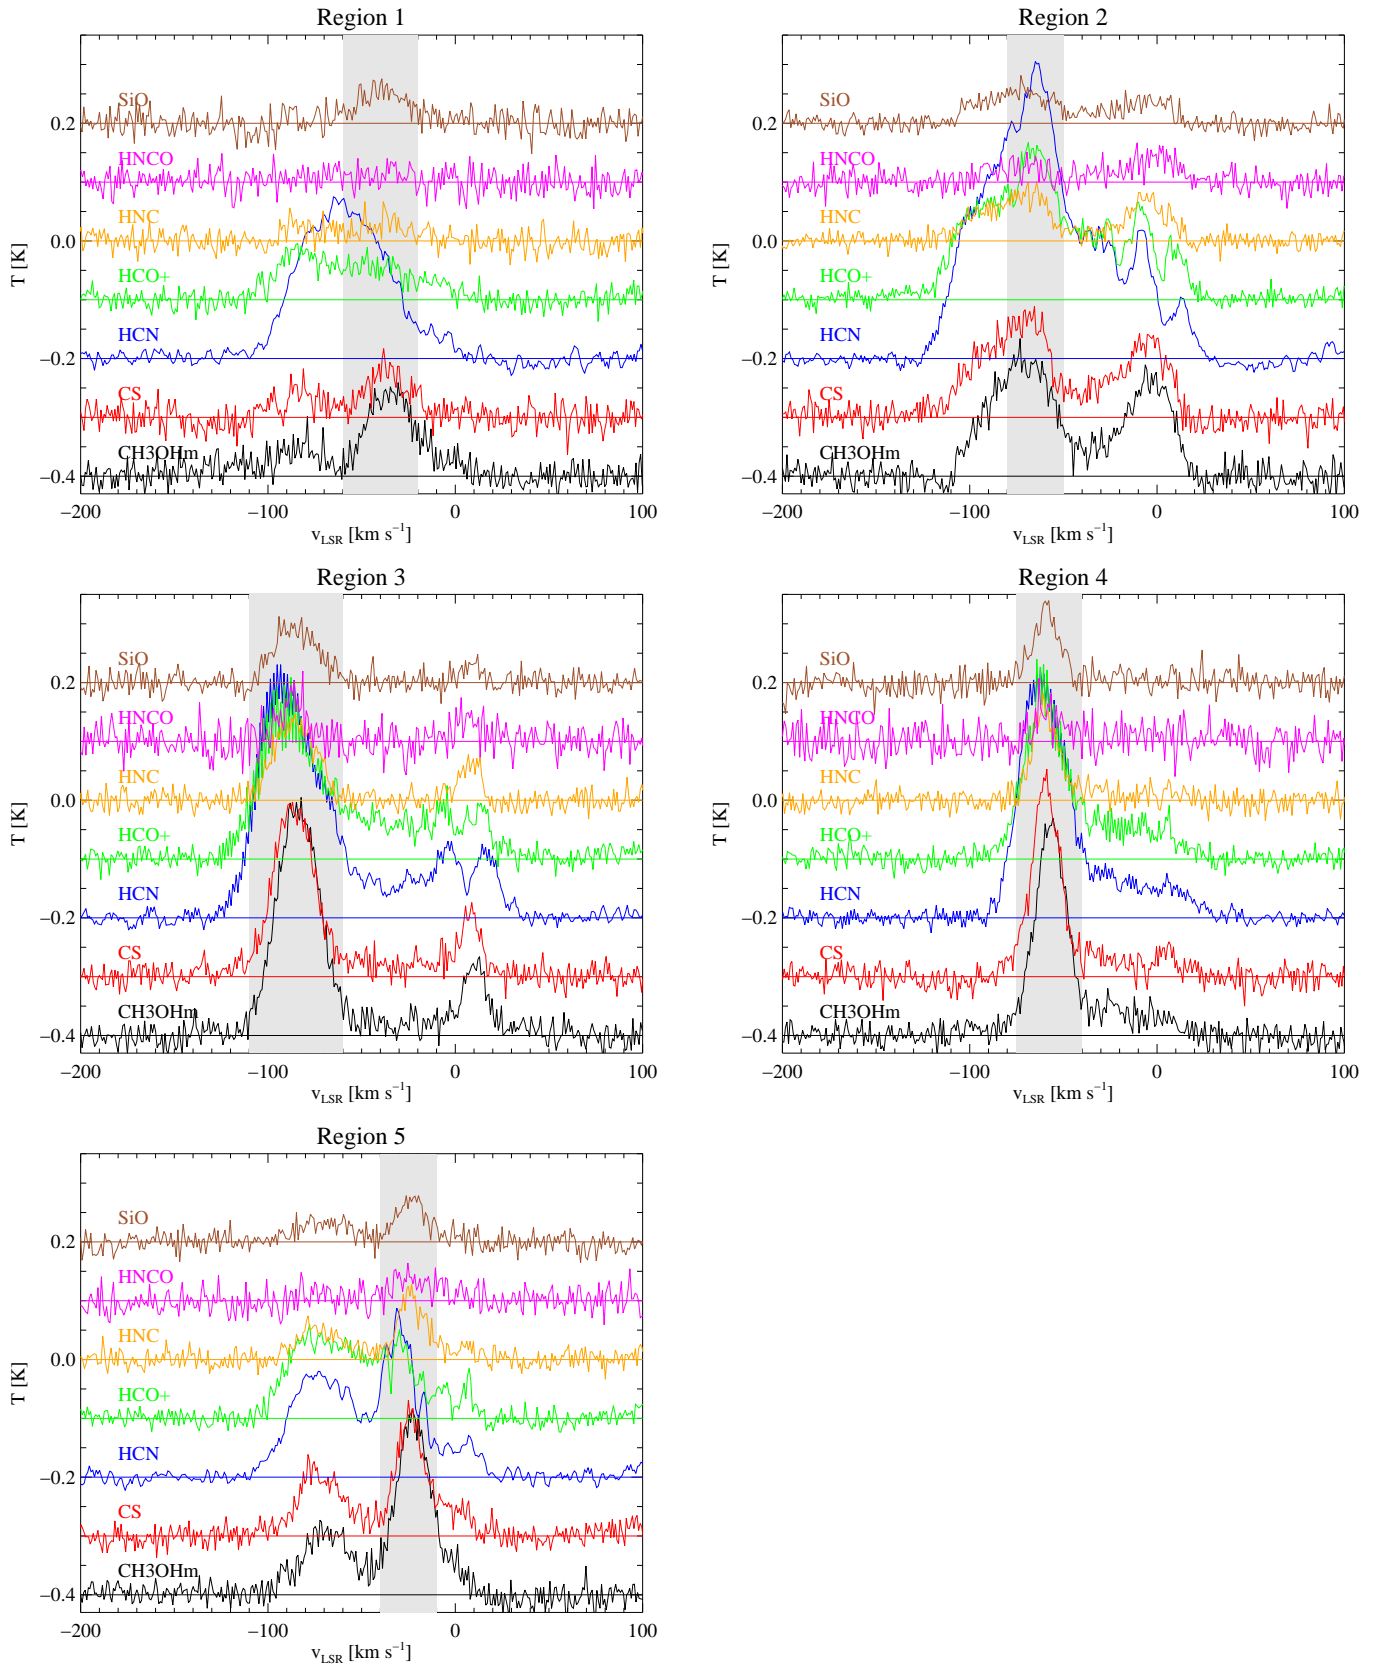 Region 1
SiO
0.2
HNCO
HNC
0.0
T [K]
HCO+
HCN
−0.2
CS
CH3OHm
−0.4
−200
−100
0
100
v_LSR [km s⁻¹]
Region 2
SiO
0.2
HNCO
HNC
0.0
T [K]
HCO+
HCN
−0.2
CS
CH3OHm
−0.4
−200
−100
0
100
v_LSR [km s⁻¹]
Region 3
SiO
0.2
HNCO
HNC
0.0
T [K]
HCO+
HCN
−0.2
CS
CH3OHm
−0.4
−200
−100
0
100
v_LSR [km s⁻¹]
Region 4
SiO
0.2
HNCO
HNC
0.0
T [K]
HCO+
HCN
−0.2
CS
CH3OHm
−0.4
−200
−100
0
100
v_LSR [km s⁻¹]
Region 5
SiO
0.2
HNCO
HNC
0.0
T [K]
HCO+
HCN
−0.2
CS
CH3OHm
−0.4
−200
−100
0
100
v_LSR [km s⁻¹]